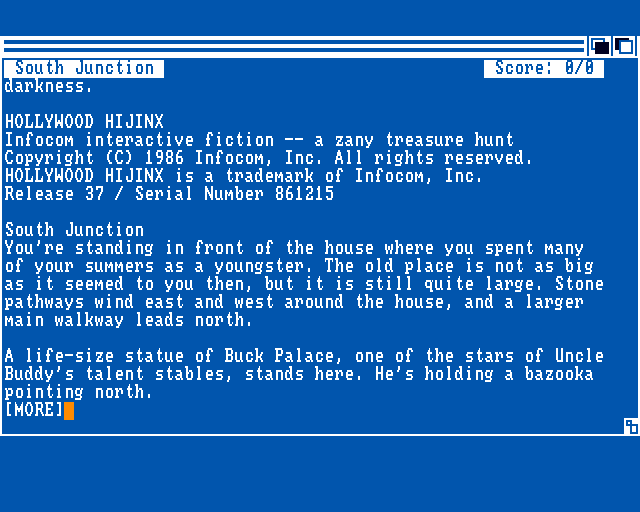 South Junction Score: 0/0
darkness.
HOLLYWOOD HIJINX
Infocom interactive fiction -- a zany treasure hunt
Copyright (C) 1986 Infocom, Inc. All rights reserved.
HOLLYWOOD HIJINX is a trademark of Infocom, Inc.
Release 37 / Serial Number 861215
South Junction
You're standing in front of the house where you spent many
of your summers as a youngster. The old place is not as big
as it seemed to you then, but it is still quite large. Stone
pathways wind east and west around the house, and a larger
main walkway leads north.
A life-size statue of Buck Palace, one of the stars of Uncle
Buddy's talent stables, stands here. He's holding a bazooka
pointing north.
[MORE]